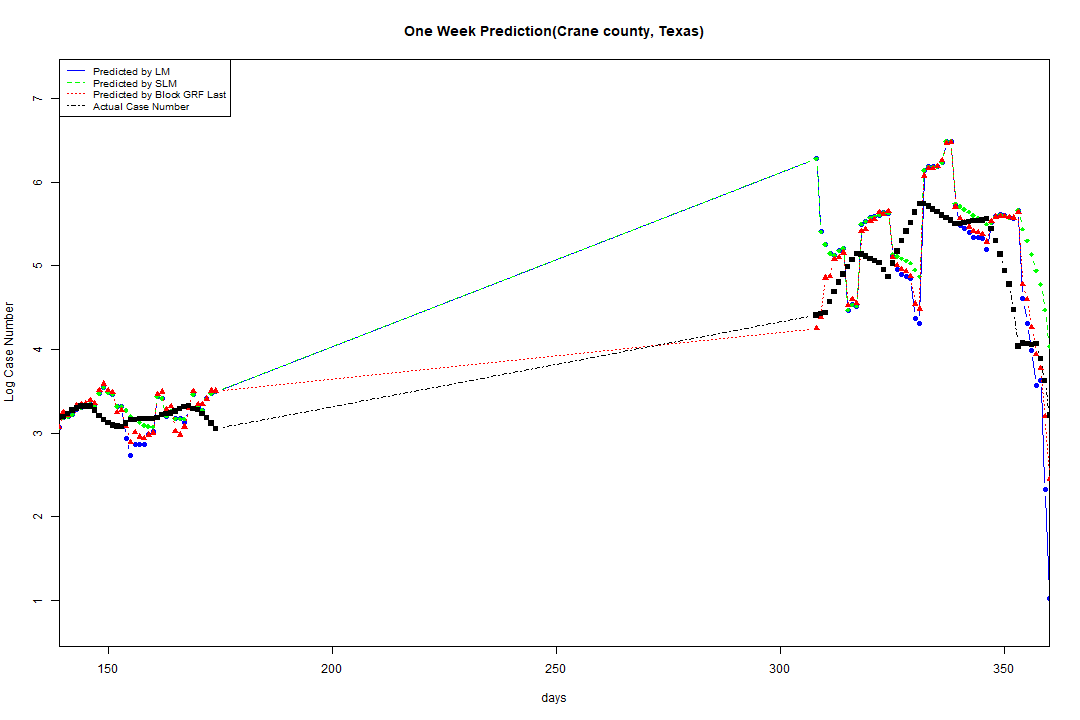 One Week Prediction(Crane county, Texas)
Predicted by LM
Predicted by SLM
Predicted by Block GRF Last
Actual Case Number
7
6
5
4
3
2
1
Log Case Number
150 200 250 300 350
days